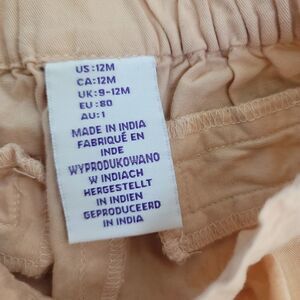 US:12M
CA:12M
UK:9-12M
EU:80
AU:1
MADE IN INDIA
FABRIQUÉ EN
INDE
WYPRODUKOWANO
W INDIACH
HERGESTELLT
IN INDIEN
GEPRODUCEERD
IN INDIA